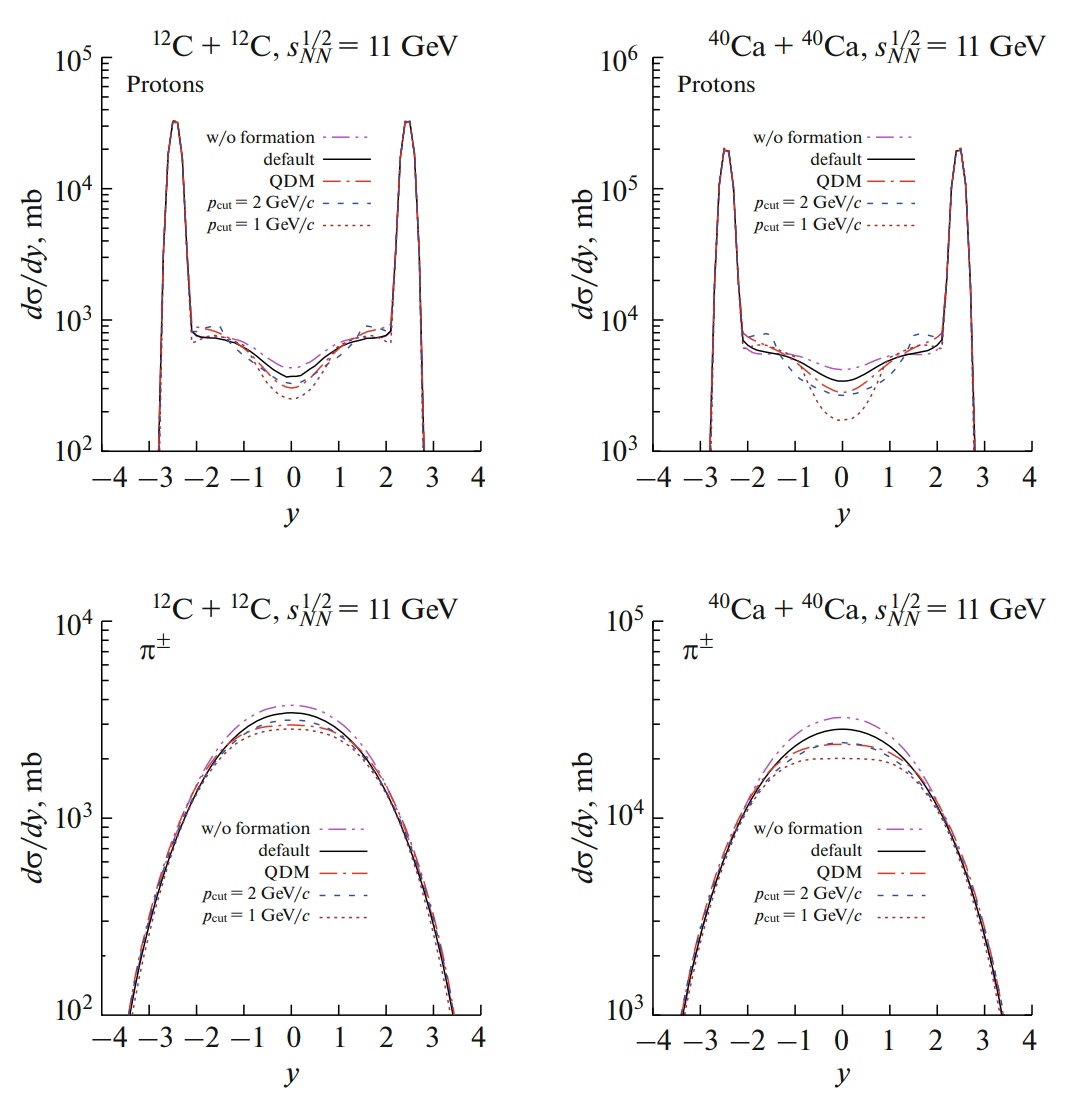 ¹²C + ¹²C, s_NN^1/2 = 11 GeV
Protons
10⁵
10⁴
10³
10²
dσ/dy, mb
w/o formation
default
QDM
p_cut = 2 GeV/c
p_cut = 1 GeV/c
−4 −3 −2 −1 0 1 2 3 4
y
⁴⁰Ca + ⁴⁰Ca, s_NN^1/2 = 11 GeV
Protons
10⁶
10⁵
10⁴
10³
dσ/dy, mb
w/o formation
default
QDM
p_cut = 2 GeV/c
p_cut = 1 GeV/c
−4 −3 −2 −1 0 1 2 3 4
y
¹²C + ¹²C, s_NN^1/2 = 11 GeV
π±
10⁴
10³
10²
dσ/dy, mb
w/o formation
default
QDM
p_cut = 2 GeV/c
p_cut = 1 GeV/c
−4 −3 −2 −1 0 1 2 3 4
y
⁴⁰Ca + ⁴⁰Ca, s_NN^1/2 = 11 GeV
π±
10⁵
10⁴
10³
dσ/dy, mb
w/o formation
default
QDM
p_cut = 2 GeV/c
p_cut = 1 GeV/c
−4 −3 −2 −1 0 1 2 3 4
y